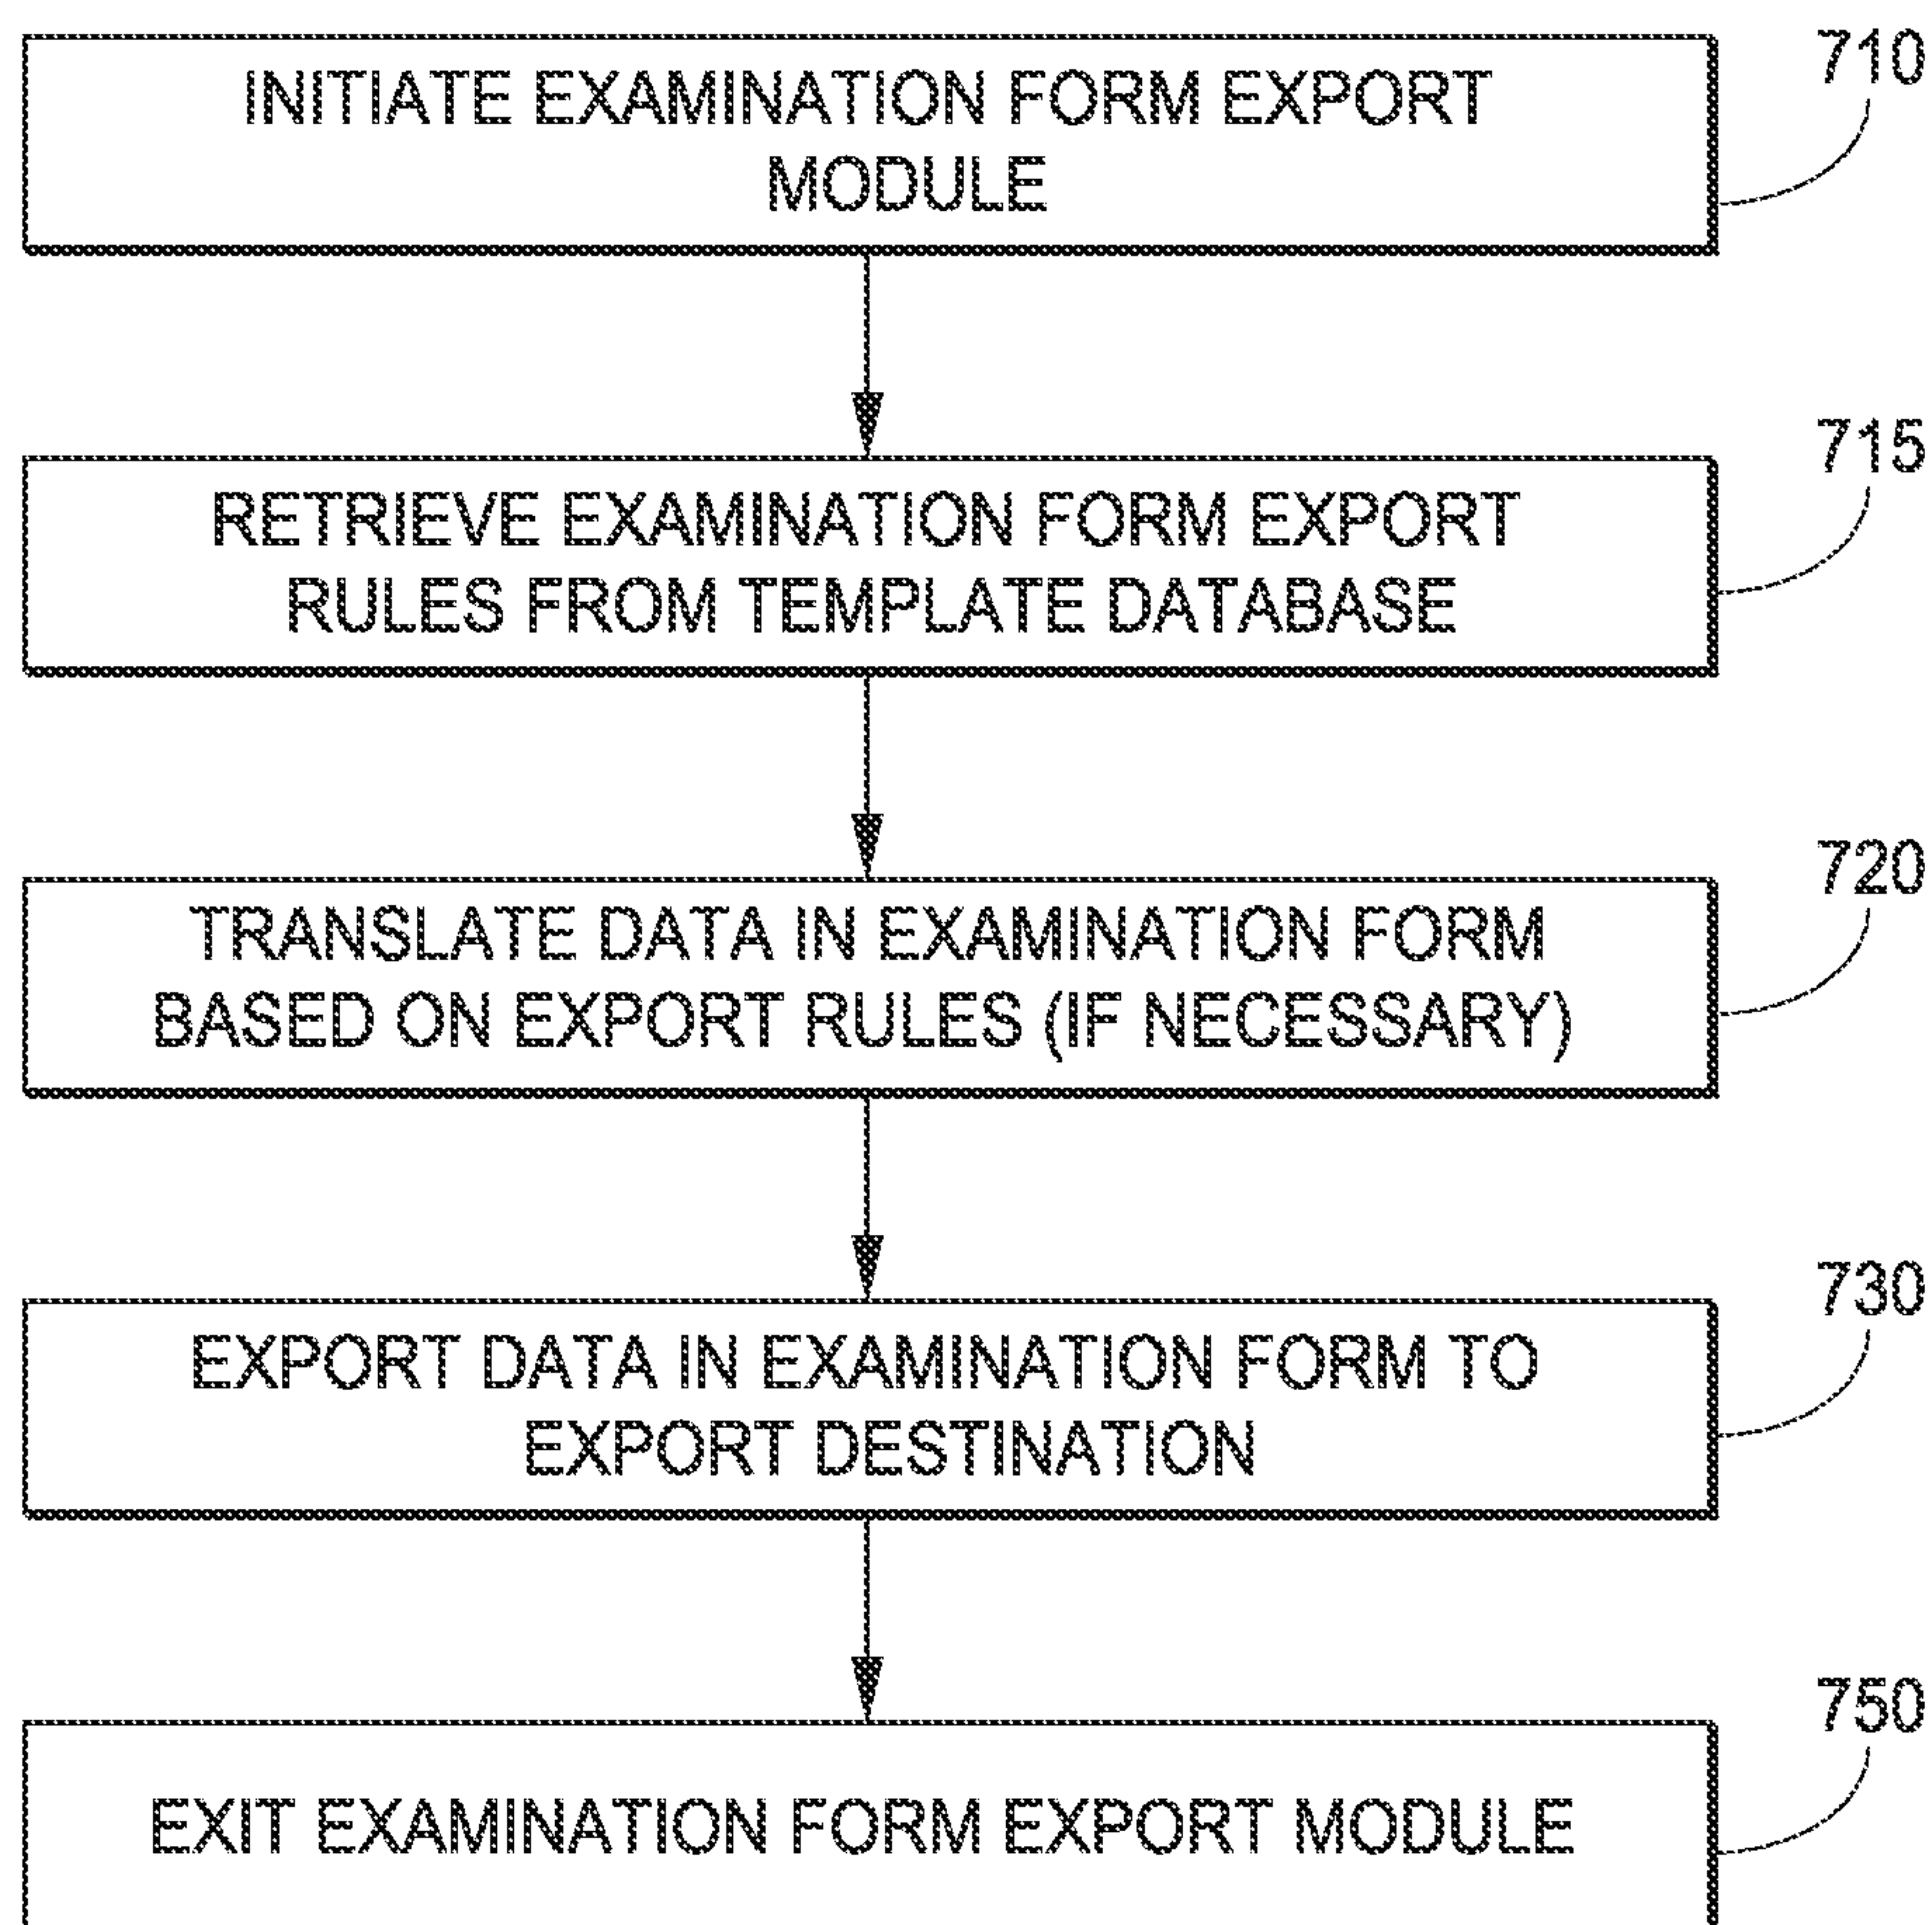 710
INITIATE EXAMINATION FORM EXPORT
MODULE
715
RETRIEVE EXAMINATION FORM EXPORT
RULES FROM TEMPLATE DATABASE
720
TRANSLATE DATA IN EXAMINATION FORM
BASED ON EXPORT RULES (IF NECESSARY)
730
EXPORT DATA IN EXAMINATION FORM TO
EXPORT DESTINATION
750
EXIT EXAMINATION FORM EXPORT MODULE